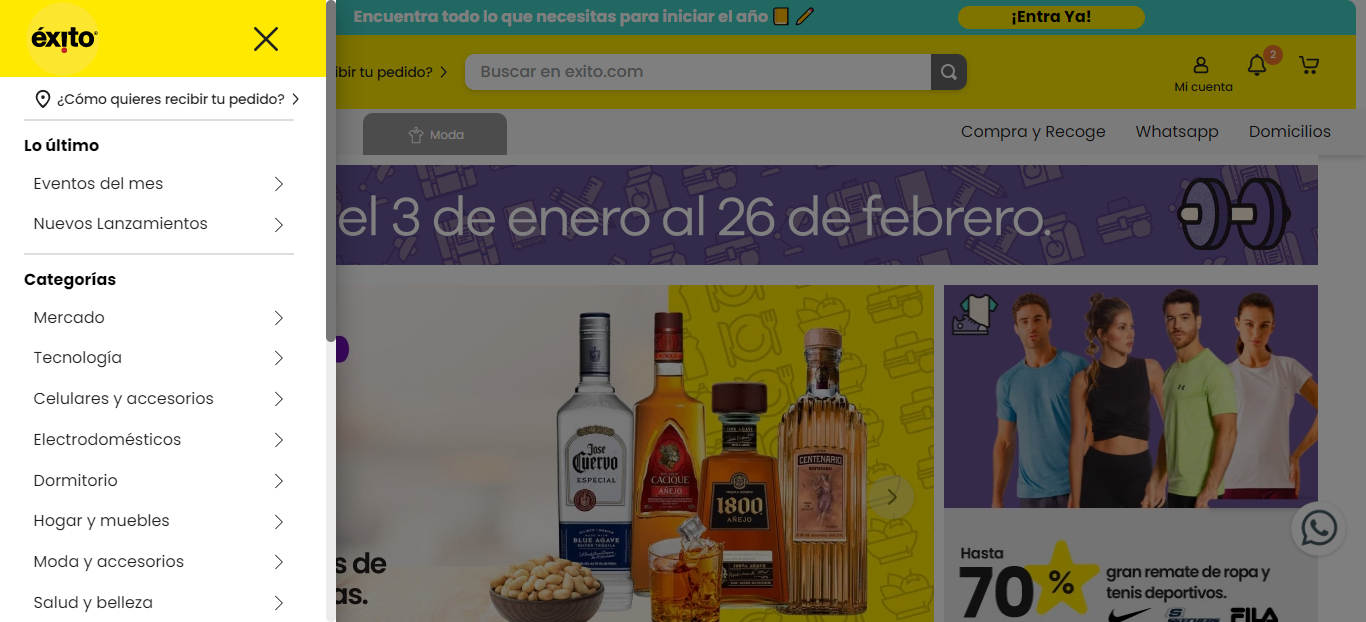 Encuentra todo lo que necesitas para iniciar el año
¡Entra Ya!
éxito
¿Cómo quieres recibir tu pedido?
ibir tu pedido?
Buscar en exito.com
Mi cuenta
2
Moda
Compra y Recoge
Whatsapp
Domicilios
Lo último
Eventos del mes
Nuevos Lanzamientos
Categorías
Mercado
Tecnología
Celulares y accesorios
Electrodomésticos
Dormitorio
Hogar y muebles
Moda y accesorios
Salud y belleza
el 3 de enero al 26 de febrero.
Jose
Cuervo
ESPECIAL
BLUE AGAVE
CACIQUE
AÑEJO
1800
AÑEJO
CENTENARIO
s de
as.
Hasta
70%
gran remate de ropa y
tenis deportivos.
SKECHERS
FILA